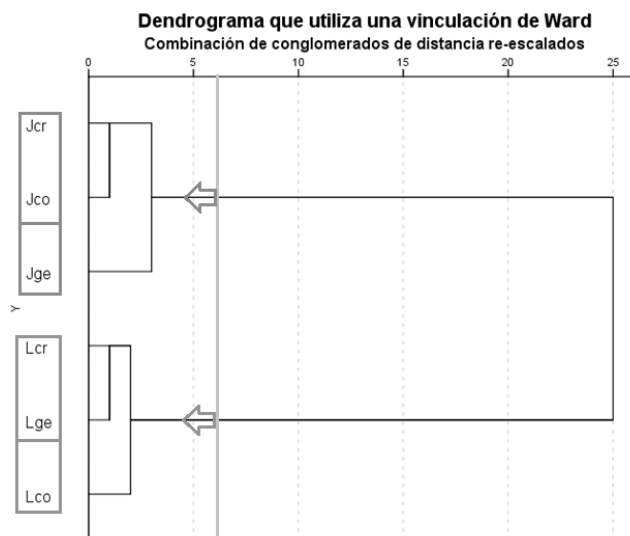 Dendrograma que utiliza una vinculación de Ward
Combinación de conglomerados de distancia re-escalados
0 5 10 15 20 25
Jcr
Jco
Jge
Y
Lcr
Lge
Lco